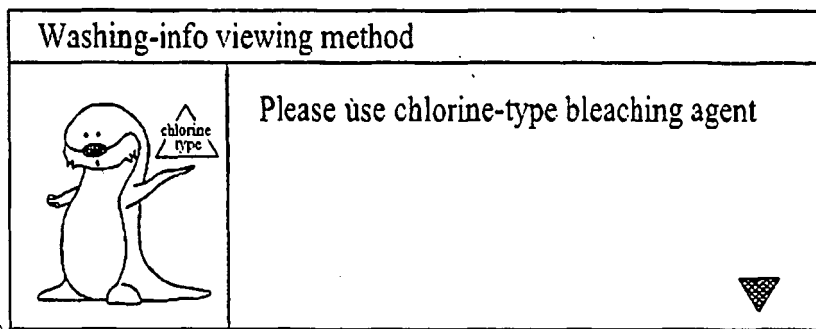 Washing-info viewing method
chlorine
type
Please use chlorine-type bleaching agent